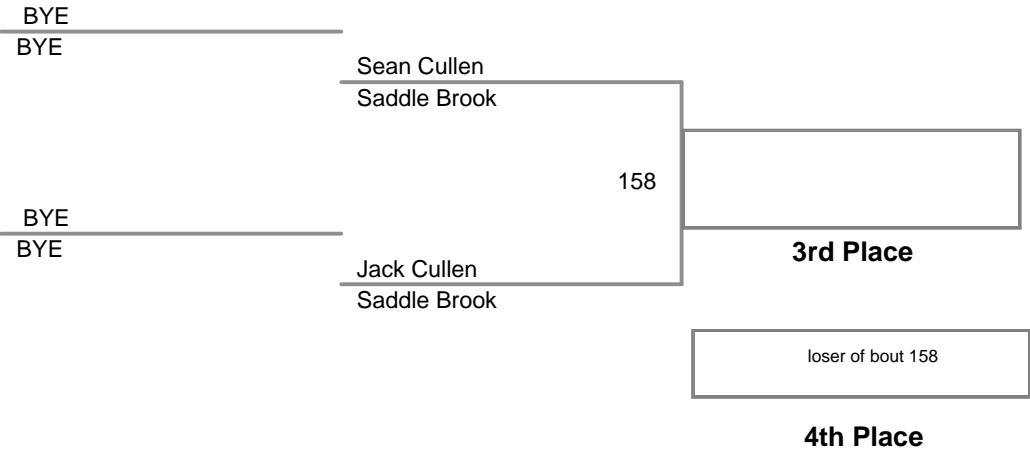 BYE
BYE
Sean Cullen
Saddle Brook
158
BYE
BYE
3rd Place
Jack Cullen
Saddle Brook
loser of bout 158
4th Place